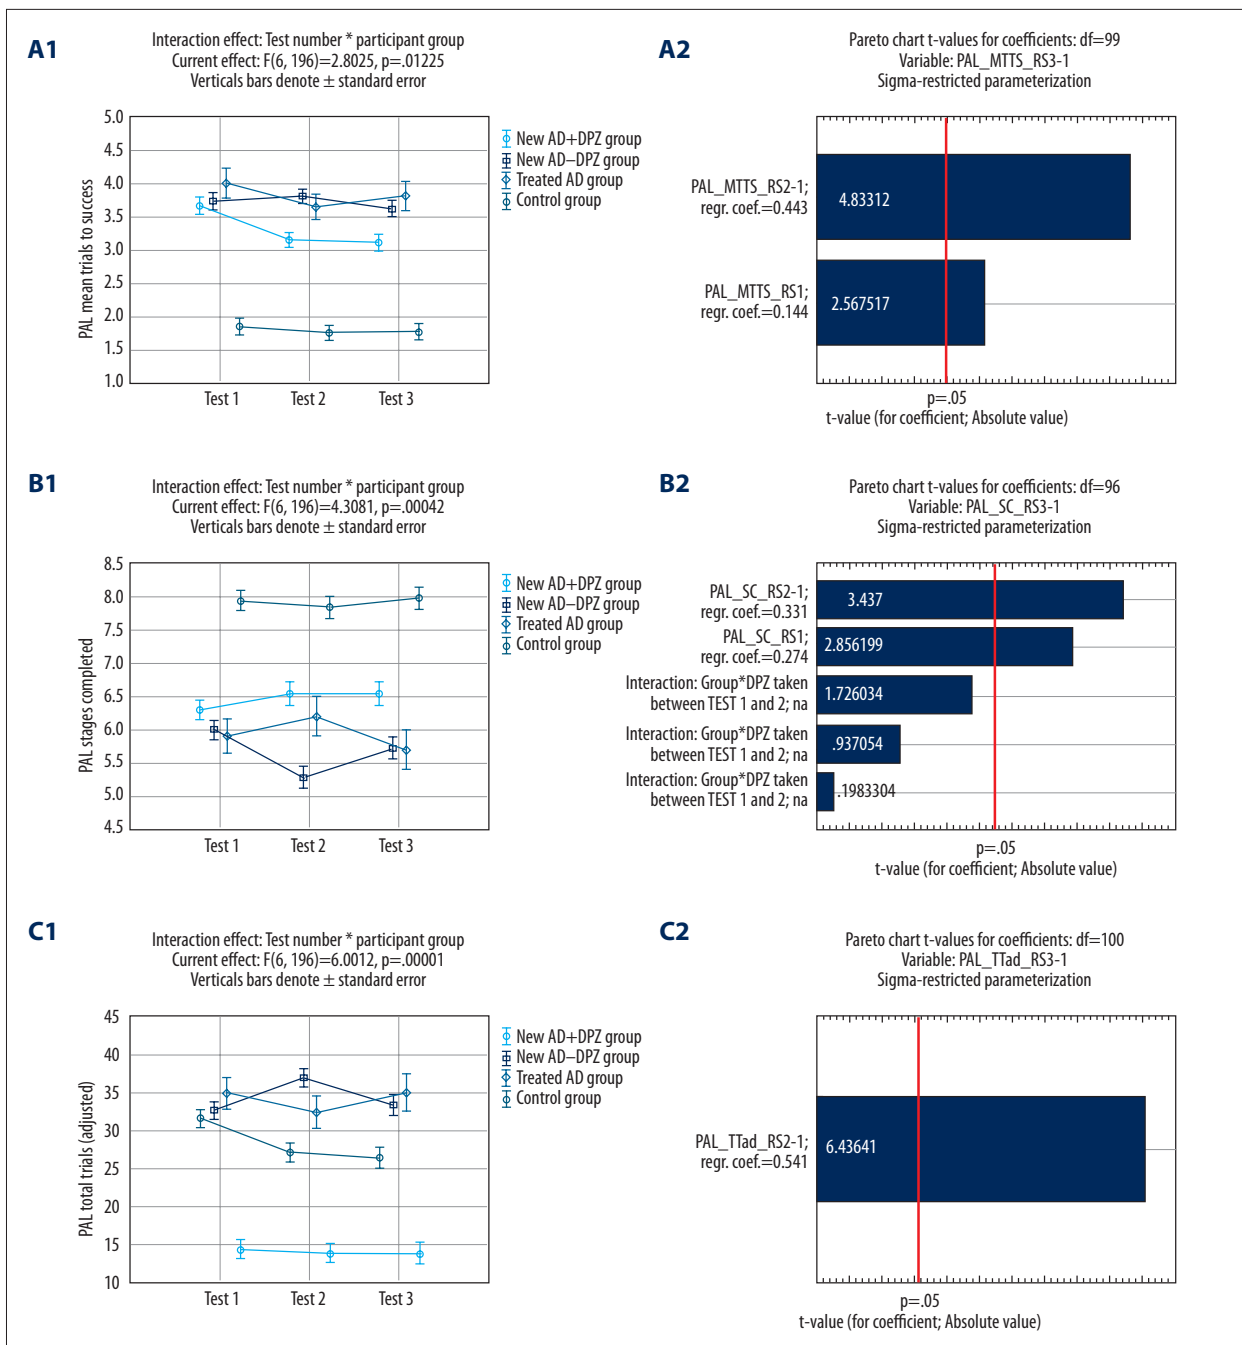 A1
Interaction effect: Test number * participant group
Current effect: F(6, 196)=2.8025, p=.01225
Verticals bars denote ± standard error
PAL mean trials to success
5.0
4.5
4.0
3.5
3.0
2.5
2.0
1.5
1.0
Test 1
Test 2
Test 3
New AD+DPZ group
New AD–DPZ group
Treated AD group
Control group
A2
Pareto chart t-values for coefficients: df=99
Variable: PAL_MTTS_RS3-1
Sigma-restricted parameterization
PAL_MTTS_RS2-1;
regr. coef.=0.443
4.83312
PAL_MTTS_RS1;
regr. coef.=0.144
2.567517
p=.05
t-value (for coefficient; Absolute value)
B1
Interaction effect: Test number * participant group
Current effect: F(6, 196)=4.3081, p=.00042
Verticals bars denote ± standard error
PAL stages completed
8.5
8.0
7.5
7.0
6.5
6.0
5.5
5.0
4.5
Test 1
Test 2
Test 3
New AD+DPZ group
New AD–DPZ group
Treated AD group
Control group
B2
Pareto chart t-values for coefficients: df=96
Variable: PAL_SC_RS3-1
Sigma-restricted parameterization
PAL_SC_RS2-1;
regr. coef.=0.331
3.437
PAL_SC_RS1;
regr. coef.=0.274
2.856199
Interaction: Group*DPZ taken
between TEST 1 and 2; na
1.726034
Interaction: Group*DPZ taken
between TEST 1 and 2; na
.937054
Interaction: Group*DPZ taken
between TEST 1 and 2; na
.1983304
p=.05
t-value (for coefficient; Absolute value)
C1
Interaction effect: Test number * participant group
Current effect: F(6, 196)=6.0012, p=.00001
Verticals bars denote ± standard error
PAL total trials (adjusted)
45
40
35
30
25
20
15
10
Test 1
Test 2
Test 3
New AD+DPZ group
New AD–DPZ group
Treated AD group
Control group
C2
Pareto chart t-values for coefficients: df=100
Variable: PAL_TTad_RS3-1
Sigma-restricted parameterization
PAL_TTad_RS2-1;
regr. coef.=0.541
6.43641
p=.05
t-value (for coefficient; Absolute value)